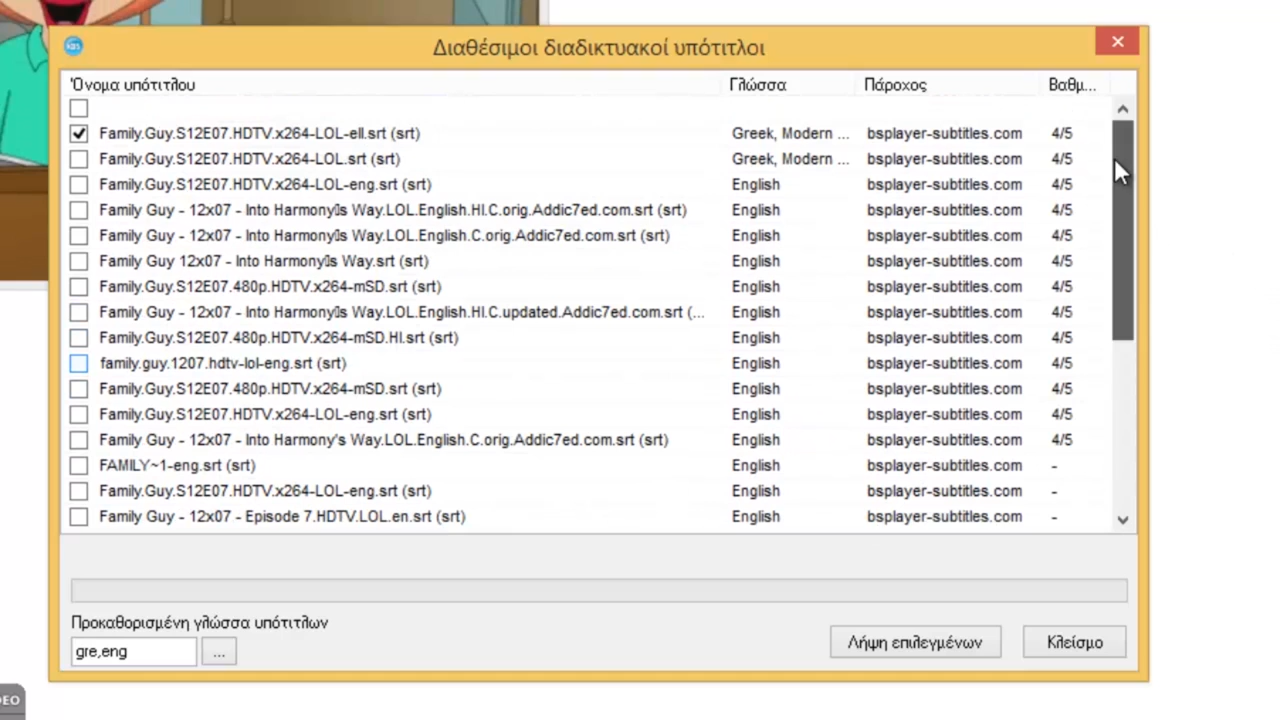 Διαθέσιμοι διαδικτυακοί υπότιτλοι
Όνομα υπότιτλου Γλώσσα Πάροχος Βαθμ...
Family.Guy.S12E07.HDTV.x264-LOL-ell.srt (srt) Greek, Modern ... bsplayer-subtitles.com 4/5
Family.Guy.S12E07.HDTV.x264-LOL.srt (srt) Greek, Modern ... bsplayer-subtitles.com 4/5
Family.Guy.S12E07.HDTV.x264-LOL-eng.srt (srt) English bsplayer-subtitles.com 4/5
Family Guy - 12x07 - Into Harmony▯s Way.LOL.English.HI.C.orig.Addic7ed.com.srt (srt) English bsplayer-subtitles.com 4/5
Family Guy - 12x07 - Into Harmony▯s Way.LOL.English.C.orig.Addic7ed.com.srt (srt) English bsplayer-subtitles.com 4/5
Family Guy 12x07 - Into Harmony▯s Way.srt (srt) English bsplayer-subtitles.com 4/5
Family.Guy.S12E07.480p.HDTV.x264-mSD.srt (srt) English bsplayer-subtitles.com 4/5
Family Guy - 12x07 - Into Harmony▯s Way.LOL.English.HI.C.updated.Addic7ed.com.srt (... English bsplayer-subtitles.com 4/5
Family.Guy.S12E07.480p.HDTV.x264-mSD.HI.srt (srt) English bsplayer-subtitles.com 4/5
family.guy.1207.hdtv-lol-eng.srt (srt) English bsplayer-subtitles.com 4/5
Family.Guy.S12E07.480p.HDTV.x264-mSD.srt (srt) English bsplayer-subtitles.com 4/5
Family.Guy.S12E07.HDTV.x264-LOL-eng.srt (srt) English bsplayer-subtitles.com 4/5
Family Guy - 12x07 - Into Harmony's Way.LOL.English.C.orig.Addic7ed.com.srt (srt) English bsplayer-subtitles.com 4/5
FAMILY~1-eng.srt (srt) English bsplayer-subtitles.com -
Family.Guy.S12E07.HDTV.x264-LOL-eng.srt (srt) English bsplayer-subtitles.com -
Family Guy - 12x07 - Episode 7.HDTV.LOL.en.srt (srt) English bsplayer-subtitles.com -
Προκαθορισμένη γλώσσα υπότιτλων
gre,eng ... Λήψη επιλεγμένων Κλείσιμο